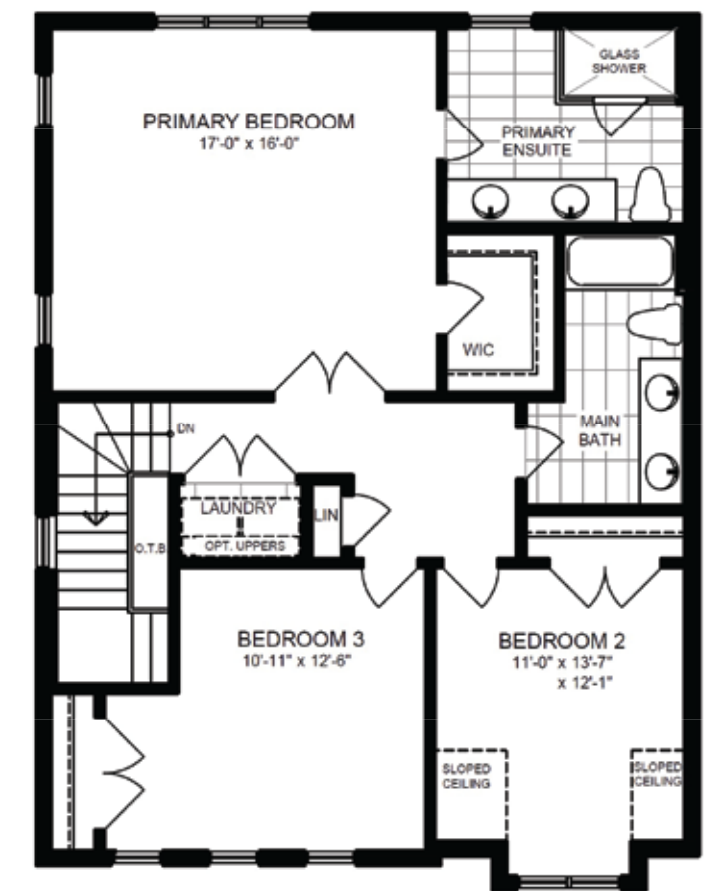 PRIMARY BEDROOM
17'-0" x 16'-0"
GLASS
SHOWER
PRIMARY
ENSUITE
WIC
MAIN
BATH
DN
LAUNDRY
OPT. UPPERS
LIN
O.T.B
BEDROOM 3
10'-11" x 12'-6"
BEDROOM 2
11'-0" x 13'-7"
x 12'-1"
SLOPED
CEILING
SLOPED
CEILING